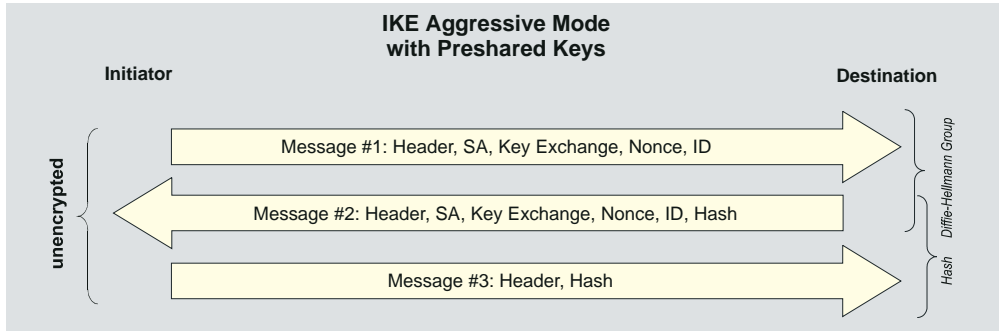 IKE Aggressive Mode
with Preshared Keys
Initiator
Destination
unencrypted
Message #1: Header, SA, Key Exchange, Nonce, ID
Message #2: Header, SA, Key Exchange, Nonce, ID, Hash
Message #3: Header, Hash
Diffie-Hellmann Group
Hash